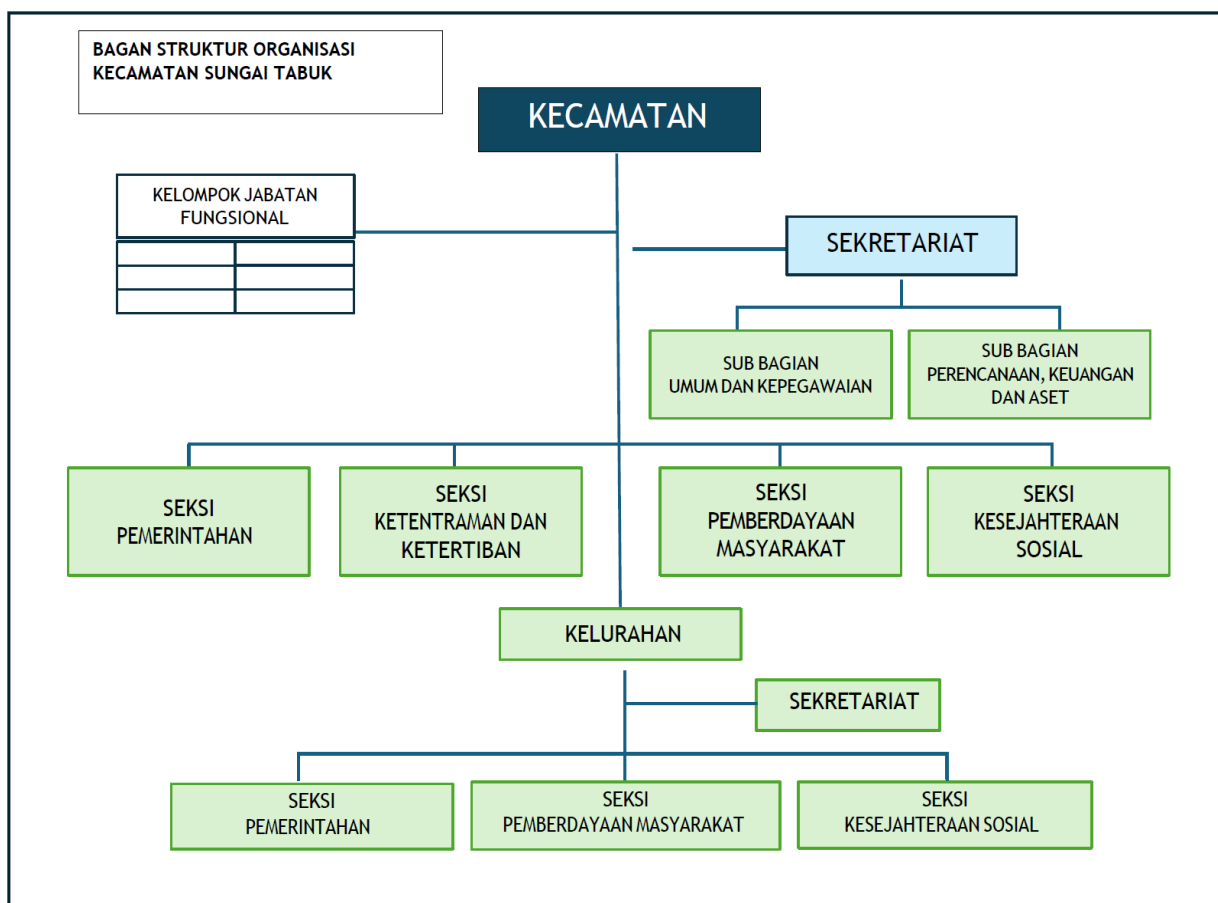 BAGAN STRUKTUR ORGANISASI
KECAMATAN SUNGAI TABUK
KECAMATAN
KELOMPOK JABATAN
FUNGSIONAL
SEKRETARIAT
SUB BAGIAN
UMUM DAN KEPEGAWAIAN
SUB BAGIAN
PERENCANAAN, KEUANGAN
DAN ASET
SEKSI
PEMERINTAHAN
SEKSI
KETENTRAMAN DAN
KETERTIBAN
SEKSI
PEMBERDAYAAN
MASYARAKAT
SEKSI
KESEJAHTERAAN
SOSIAL
KELURAHAN
SEKRETARIAT
SEKSI
PEMERINTAHAN
SEKSI
PEMBERDAYAAN MASYARAKAT
SEKSI
KESEJAHTERAAN SOSIAL